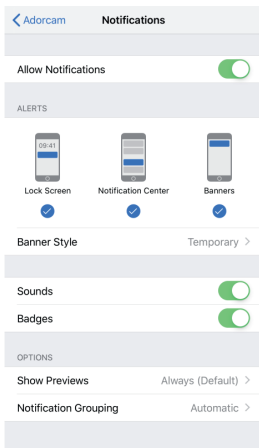 Adorcam Notifications
Allow Notifications
ALERTS
09:41
Lock Screen Notification Center Banners
Banner Style Temporary
Sounds
Badges
OPTIONS
Show Previews Always (Default)
Notification Grouping Automatic